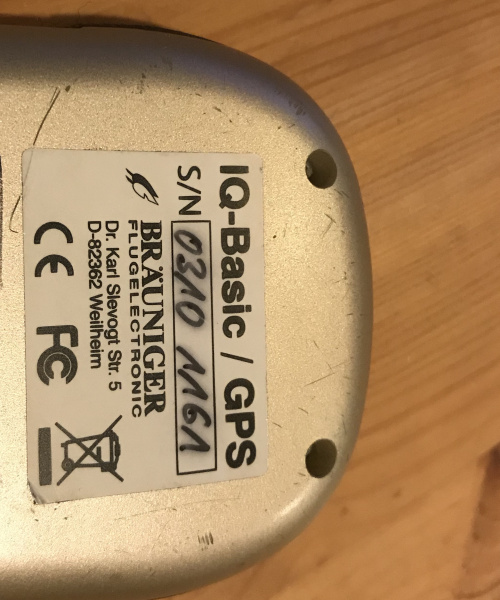 IQ-Basic / GPS
S/N 0310 1161
BRÄUNIGER
FLUGELECTRONIC
Dr. Karl Slevogt Str. 5
D-82362 Weilheim
CE FC